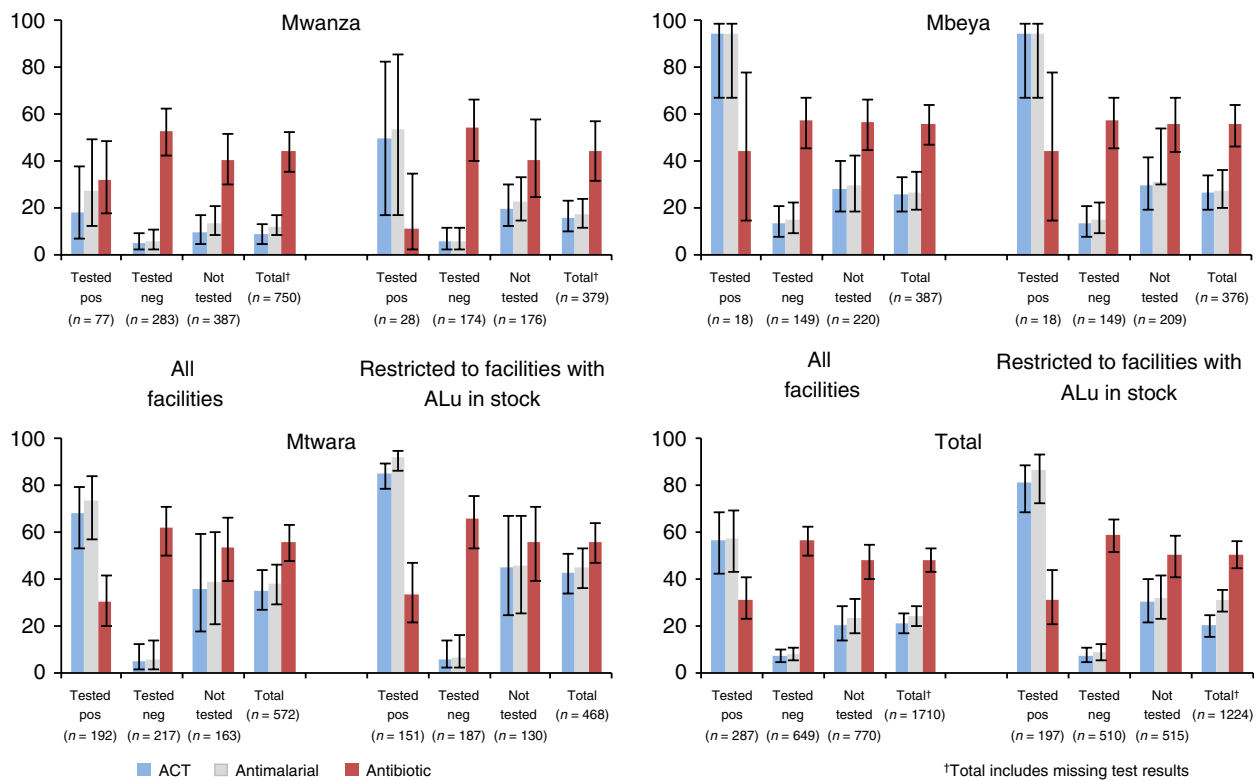 Mwanza
100
80
60
40
20
0
Tested Tested Not Total† Tested Tested Not Total†
pos neg tested (n = 750) pos neg tested (n = 379)
(n = 77) (n = 283) (n = 387) (n = 28) (n = 174) (n = 176)
Mbeya
100
80
60
40
20
0
Tested Tested Not Total Tested Tested Not Total
pos neg tested (n = 387) pos neg tested (n = 376)
(n = 18) (n = 149) (n = 220) (n = 18) (n = 149) (n = 209)
All Restricted to facilities with
facilities ALu in stock
All Restricted to facilities with
facilities ALu in stock
Mtwara
100
80
60
40
20
0
Tested Tested Not Total Tested Tested Not Total
pos neg tested (n = 572) pos neg tested (n = 468)
(n = 192) (n = 217) (n = 163) (n = 151) (n = 187) (n = 130)
Total
100
80
60
40
20
0
Tested Tested Not Total† Tested Tested Not Total†
pos neg tested (n = 1710) pos neg tested (n = 1224)
(n = 287) (n = 649) (n = 770) (n = 197) (n = 510) (n = 515)
ACT Antimalarial Antibiotic
†Total includes missing test results